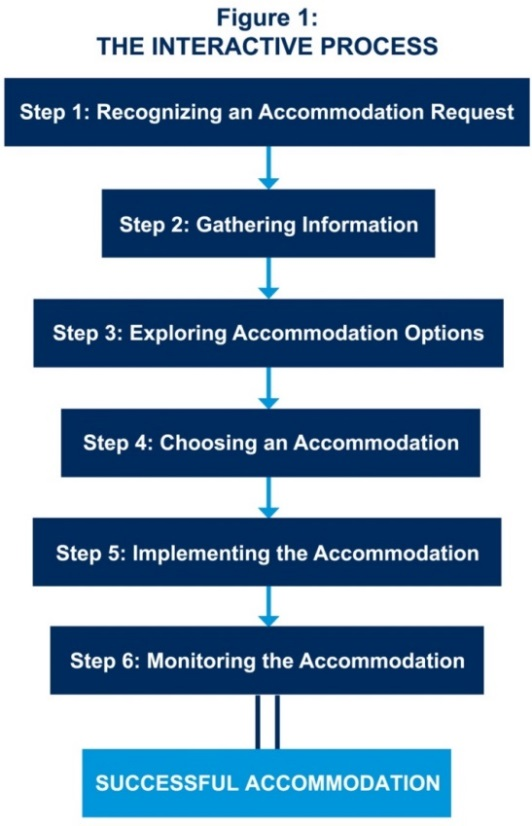 Figure 1:
THE INTERACTIVE PROCESS
Step 1: Recognizing an Accommodation Request
Step 2: Gathering Information
Step 3: Exploring Accommodation Options
Step 4: Choosing an Accommodation
Step 5: Implementing the Accommodation
Step 6: Monitoring the Accommodation
SUCCESSFUL ACCOMMODATION